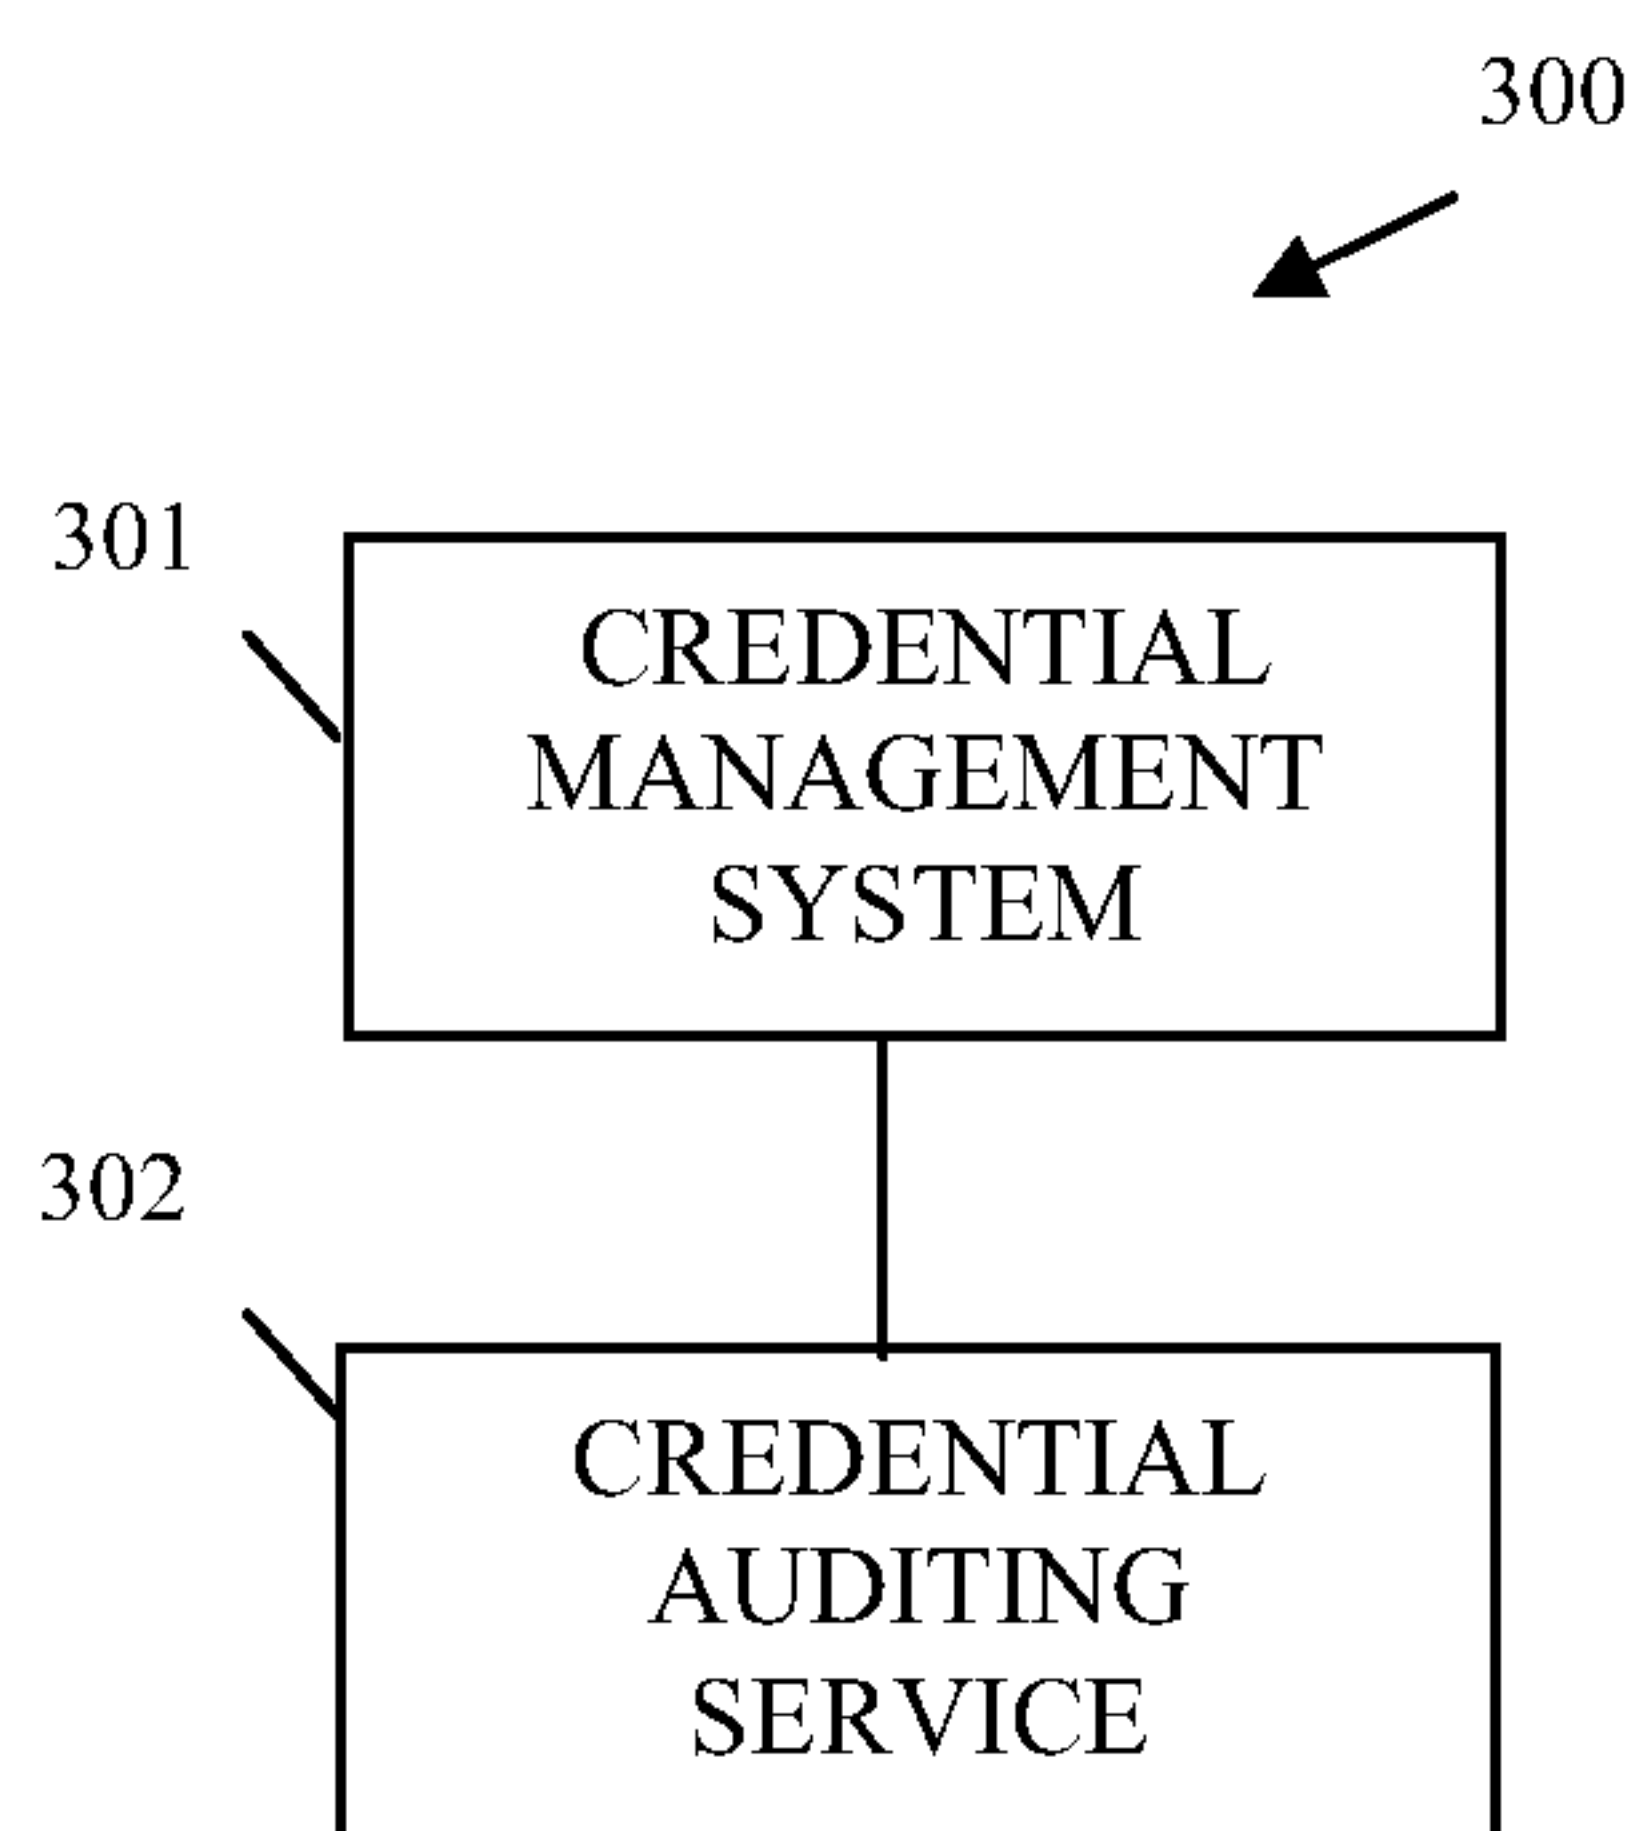 300
301
CREDENTIAL
MANAGEMENT
SYSTEM
302
CREDENTIAL
AUDITING
SERVICE